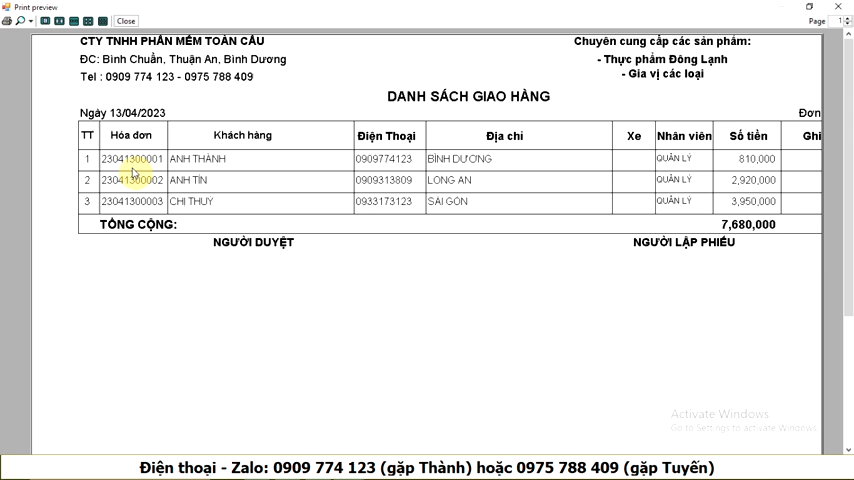 Print preview
Close
Page 1
CTY TNHH PHẦN MỀM TOÀN CẦU
Chuyên cung cấp các sản phẩm:
ĐC: Bình Chuẩn, Thuận An, Bình Dương
- Thực phẩm Đông Lạnh
Tel : 0909 774 123 - 0975 788 409
- Gia vị các loại
DANH SÁCH GIAO HÀNG
Ngày 13/04/2023
Đơn
TT Hóa đơn Khách hàng Điện Thoại Địa chỉ Xe Nhân viên Số tiền Ghi
1 23041300001 ANH THÀNH 0909774123 BÌNH DƯƠNG QUẢN LÝ 810,000
2 23041300002 ANH TÍN 0909313809 LONG AN QUẢN LÝ 2,920,000
3 23041300003 CHỊ THUÝ 0933173123 SÀI GÒN QUẢN LÝ 3,950,000
TỔNG CỘNG: 7,680,000
NGƯỜI DUYỆT NGƯỜI LẬP PHIẾU
Activate Windows
Go to Settings to activate Windows.
Điện thoại - Zalo: 0909 774 123 (gặp Thành) hoặc 0975 788 409 (gặp Tuyến)